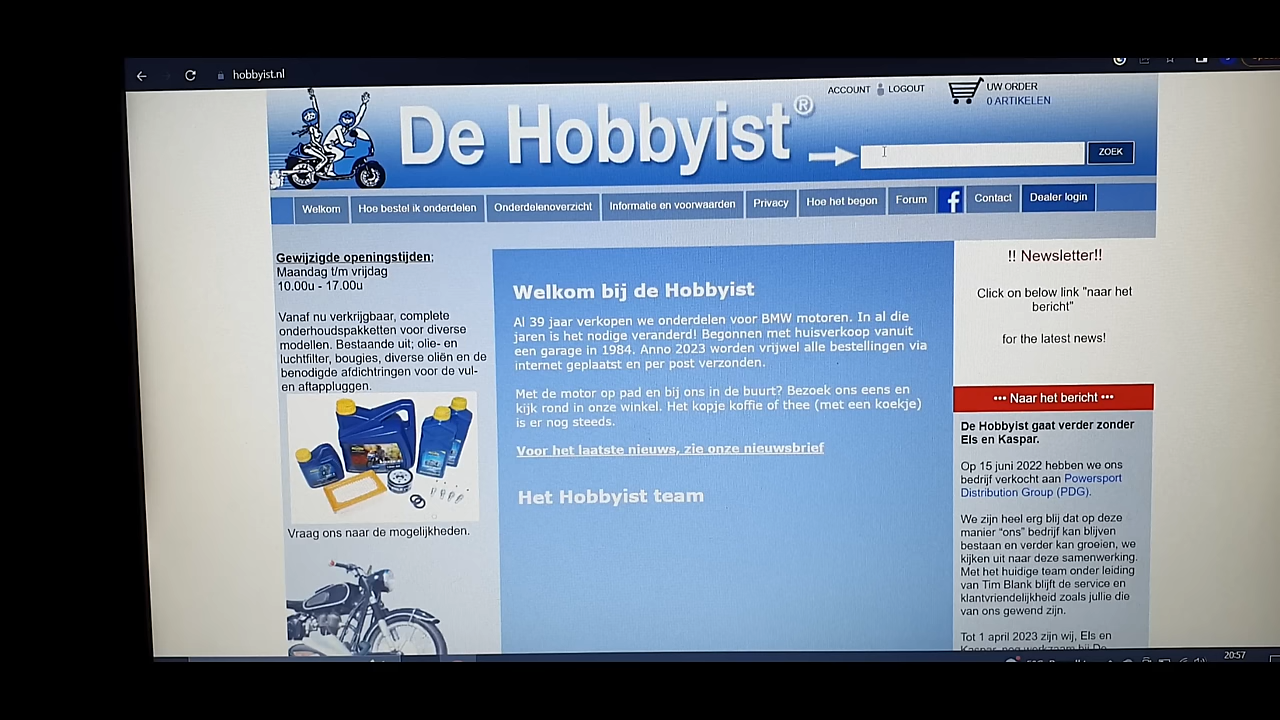 hobbyist.nl
ACCOUNT LOGOUT
UW ORDER
0 ARTIKELEN
De Hobbyist®
ZOEK
Welkom
Hoe bestel ik onderdelen
Onderdelenoverzicht
Informatie en voorwaarden
Privacy
Hoe het begon
Forum
f
Contact
Dealer login
Gewijzigde openingstijden:
Maandag t/m vrijdag
10.00u - 17.00u
Vanaf nu verkrijgbaar, complete
onderhoudspakketten voor diverse
modellen. Bestaande uit; olie- en
luchtfilter, bougies, diverse oliën en de
benodigde afdichtringen voor de vul-
en aftappluggen.
Vraag ons naar de mogelijkheden.
Welkom bij de Hobbyist
Al 39 jaar verkopen we onderdelen voor BMW motoren. In al die
jaren is het nodige veranderd! Begonnen met huisverkoop vanuit
een garage in 1984. Anno 2023 worden vrijwel alle bestellingen via
internet geplaatst en per post verzonden.
Met de motor op pad en bij ons in de buurt? Bezoek ons eens en
kijk rond in onze winkel. Het kopje koffie of thee (met een koekje)
is er nog steeds.
Voor het laatste nieuws, zie onze nieuwsbrief
Het Hobbyist team
!! Newsletter!!
Click on below link "naar het
bericht"
for the latest news!
••• Naar het bericht •••
De Hobbyist gaat verder zonder
Els en Kaspar.
Op 15 juni 2022 hebben we ons
bedrijf verkocht aan Powersport
Distribution Group (PDG).
We zijn heel erg blij dat op deze
manier "ons" bedrijf kan blijven
bestaan en verder kan groeien, we
kijken uit naar deze samenwerking.
Met het huidige team onder leiding
van Tim Blank blijft de service en
klantvriendelijkheid zoals jullie die
van ons gewend zijn.
Tot 1 april 2023 zijn wij, Els en
Kaspar, nog werkzaam bij De
20:57